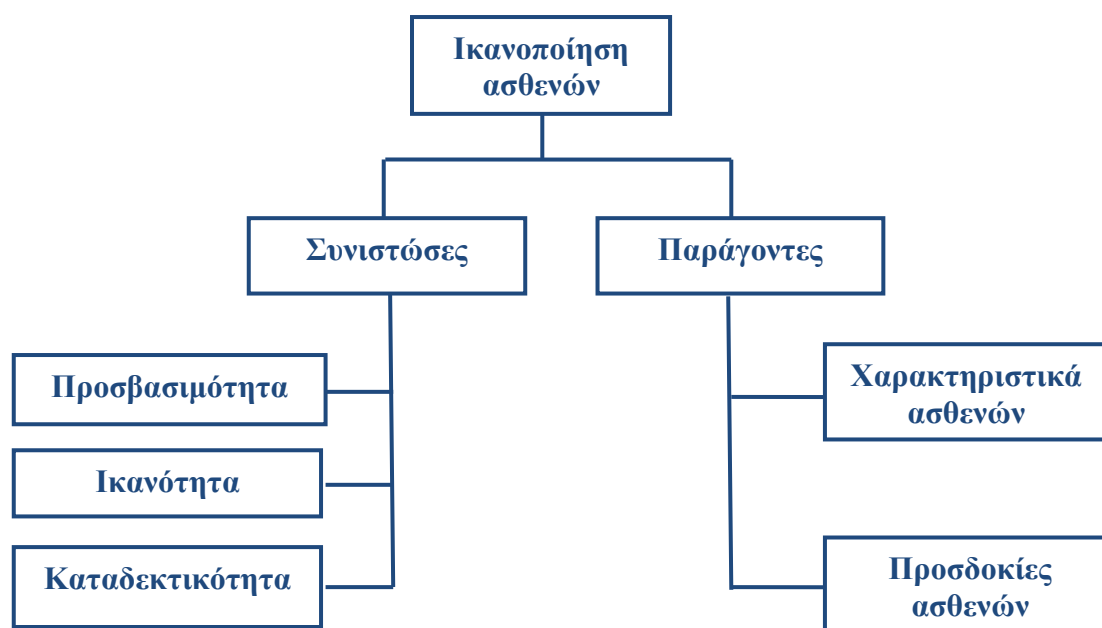 Ικανοποίηση
ασθενών
Συνιστώσες
Παράγοντες
Προσβασιμότητα
Ικανότητα
Καταδεκτικότητα
Χαρακτηριστικά
ασθενών
Προσδοκίες
ασθενών